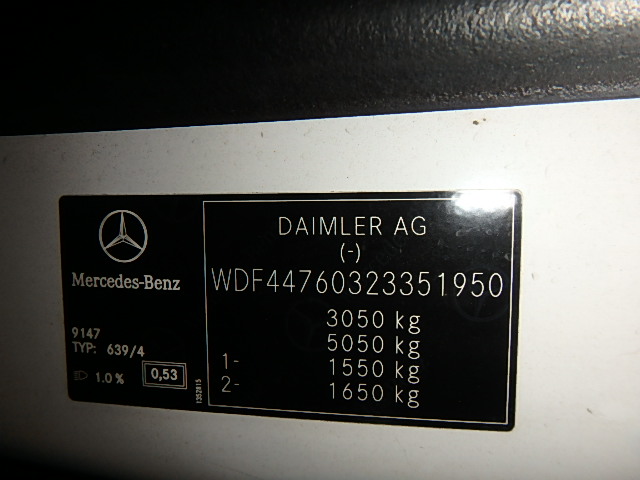 Mercedes-Benz
9147
TYP: 639/4
1.0 %
0,53
1352815
DAIMLER AG
(-)
WDF44760323351950
3050 kg
5050 kg
1- 1550 kg
2- 1650 kg